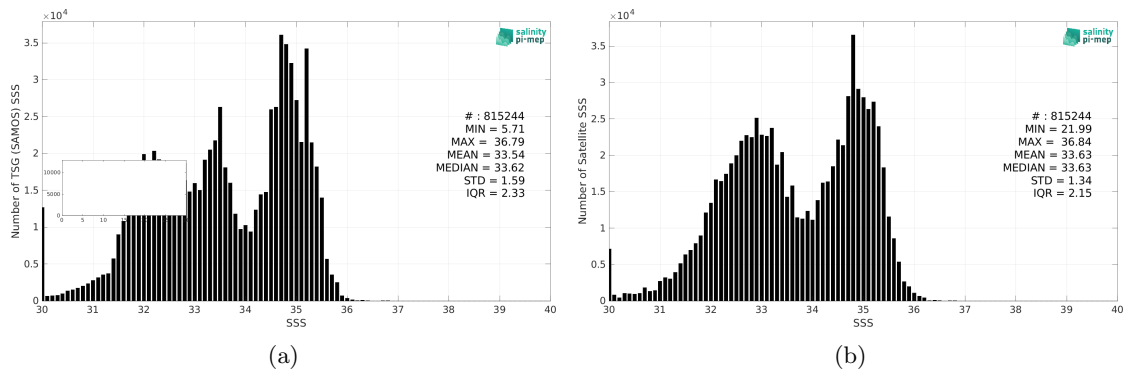 ×10⁴
3.5
3
2.5
2
1.5
1
0.5
0
30 31 32 33 34 35 36 37 38 39 40
SSS
Number of TSG (SAMOS) SSS
10000
5000
0
0 5 10 15
salinity
pi-mep
# : 815244
MIN = 5.71
MAX = 36.79
MEAN = 33.54
MEDIAN = 33.62
STD = 1.59
IQR = 2.33
(a)
×10⁴
3.5
3
2.5
2
1.5
1
0.5
0
30 31 32 33 34 35 36 37 38 39 40
SSS
Number of Satellite SSS
salinity
pi-mep
# : 815244
MIN = 21.99
MAX = 36.84
MEAN = 33.63
MEDIAN = 33.63
STD = 1.34
IQR = 2.15
(b)